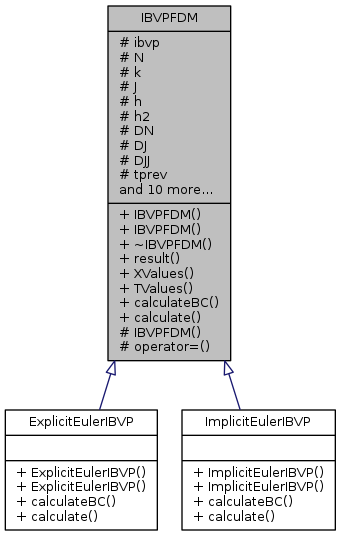 IBVPFDM
# ibvp
# N
# k
# J
# h
# h2
# DN
# DJ
# DJJ
# tprev
and 10 more...
+ IBVPFDM()
+ IBVPFDM()
+ ~IBVPFDM()
+ result()
+ XValues()
+ TValues()
+ calculateBC()
+ calculate()
# IBVPFDM()
# operator=()
ExplicitEulerIBVP
+ ExplicitEulerIBVP()
+ ExplicitEulerIBVP()
+ calculateBC()
+ calculate()
ImplicitEulerIBVP
+ ImplicitEulerIBVP()
+ ImplicitEulerIBVP()
+ calculateBC()
+ calculate()